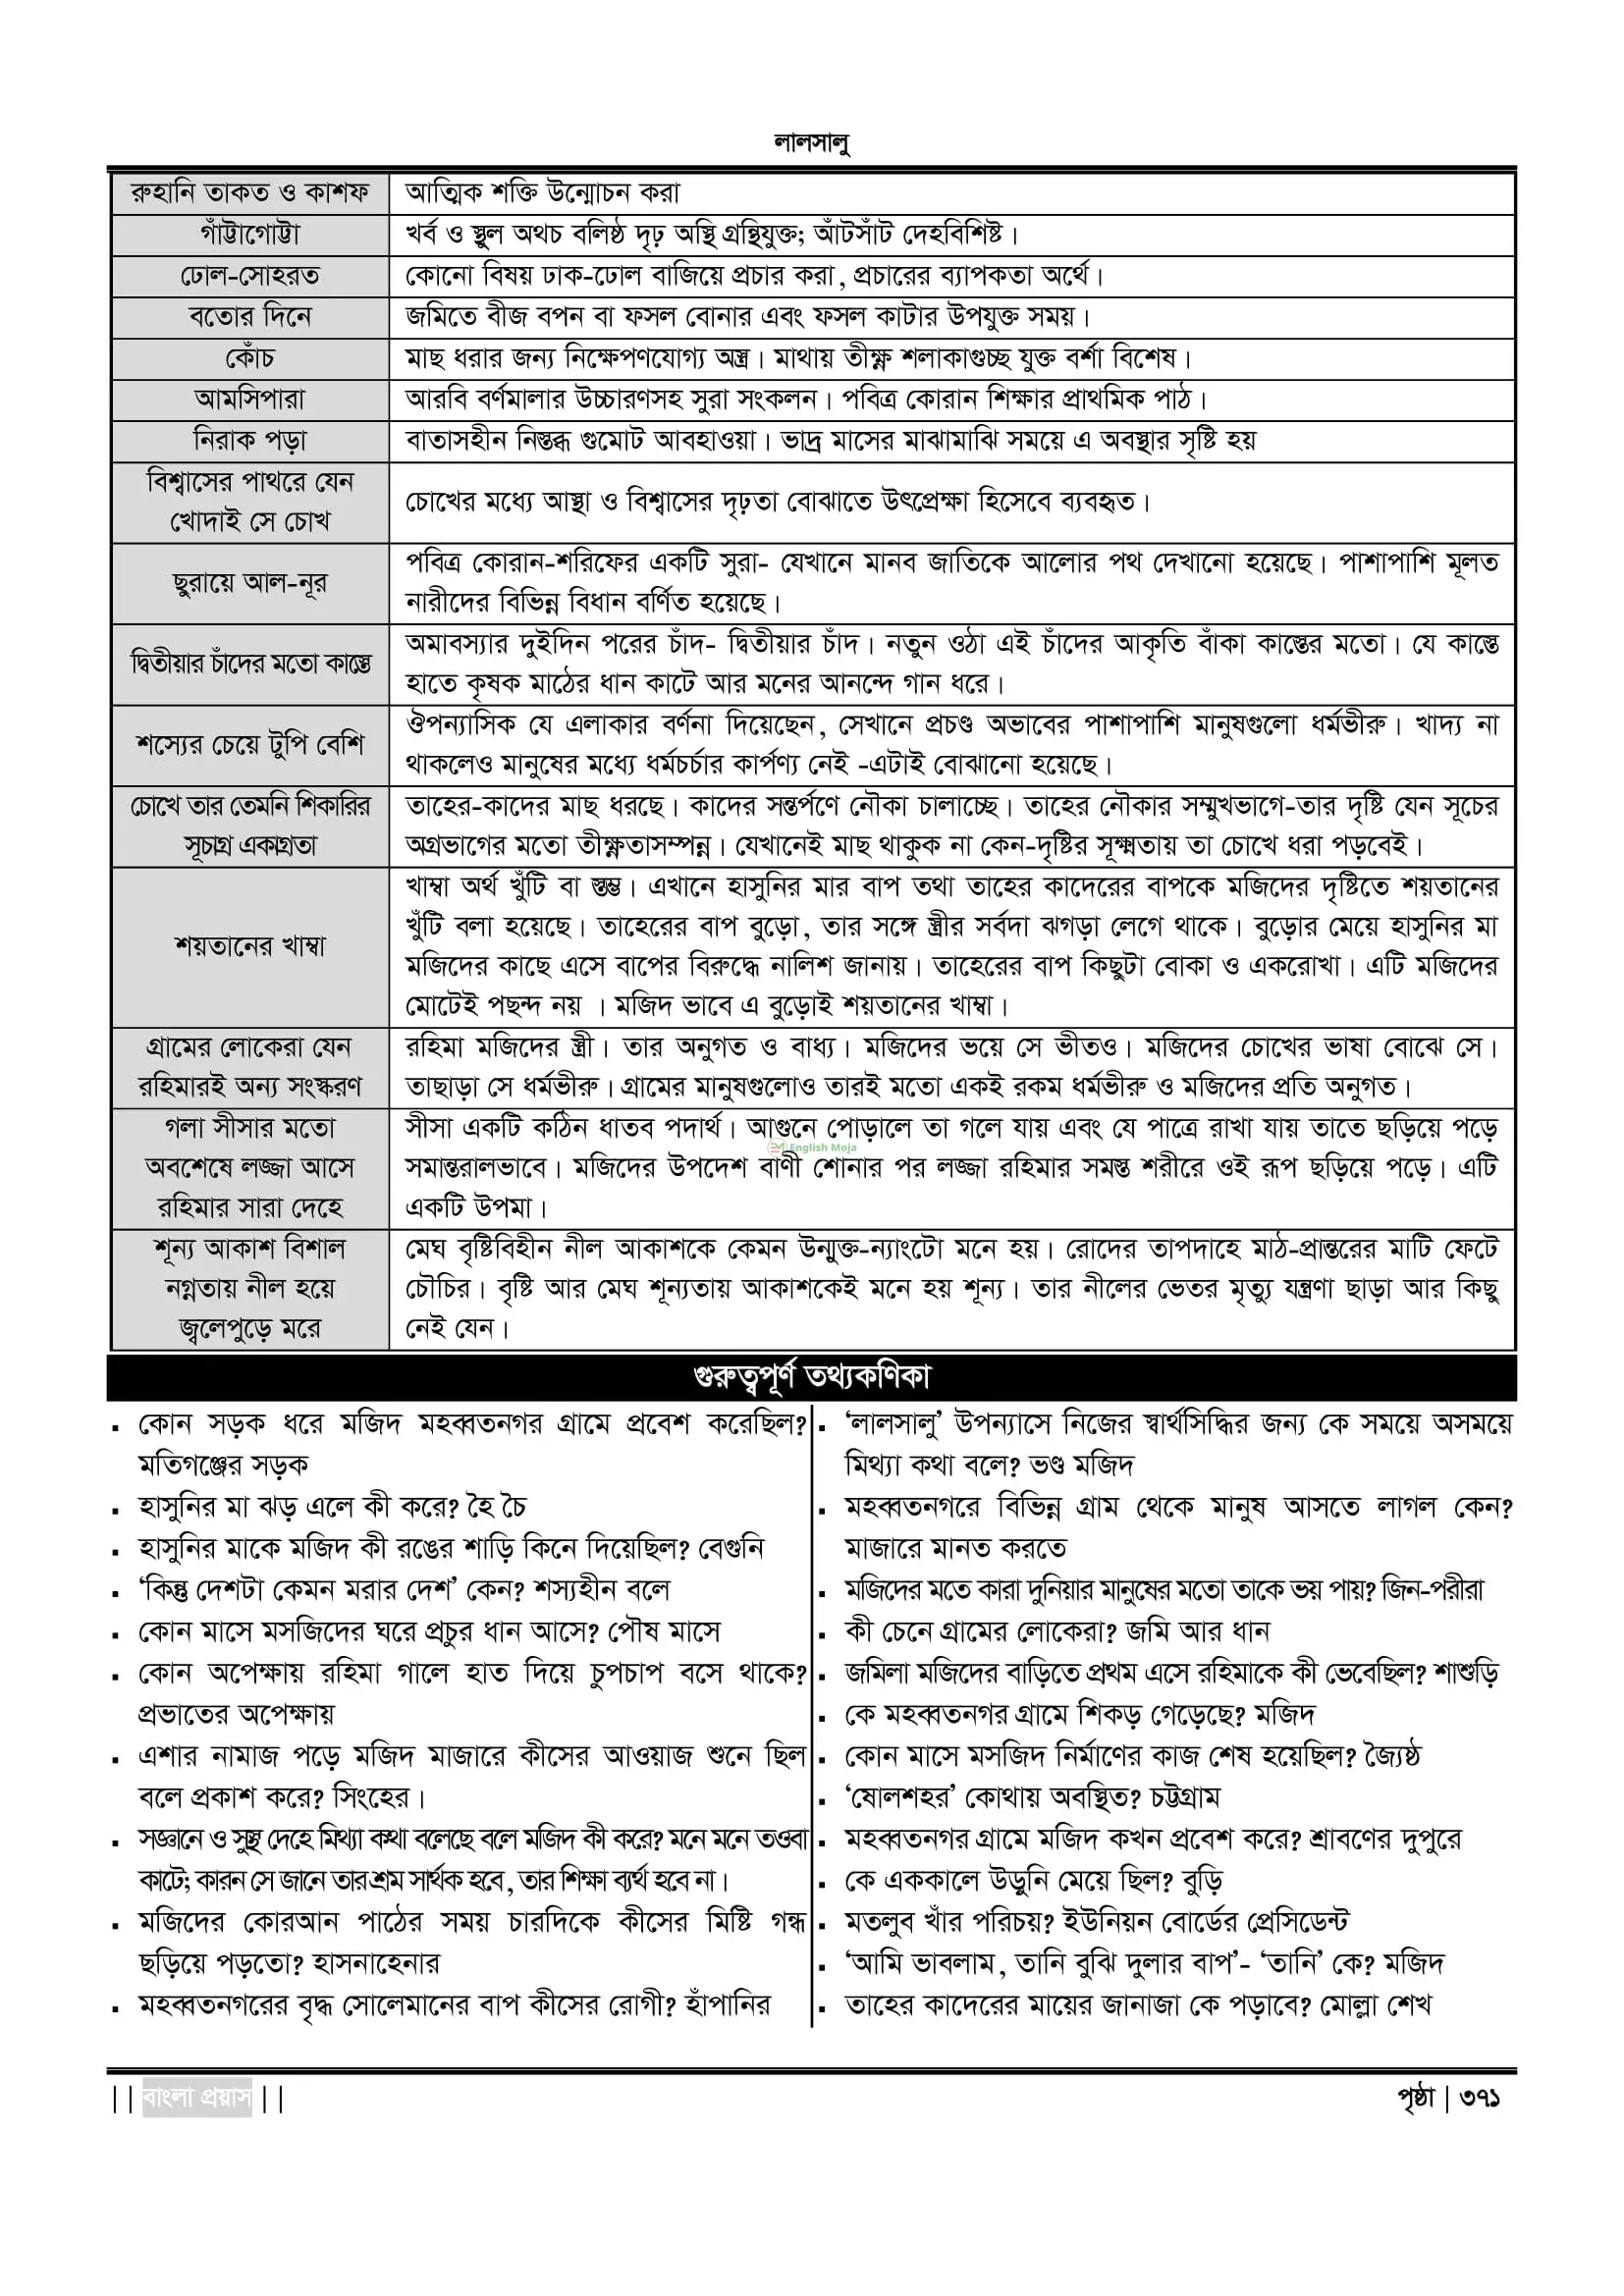 লালসালু
রুহানি তাকত ও কাশফ আত্মিক শক্তি উন্মোচন করা
গাঁট্টাগোট্টা খর্ব ও স্থুল অথচ বলিষ্ঠ দৃঢ় অস্থি গ্রন্থিযুক্ত; আঁটসাঁট দেহবিশিষ্ট।
ঢোল-সোহরত কোনো বিষয় ঢাক-ঢোল বাজিয়ে প্রচার করা, প্রচারের ব্যাপকতা অর্থে।
বতোর দিনে জমিতে বীজ বপন বা ফসল বোনার এবং ফসল কাটার উপযুক্ত সময়।
কোঁচ মাছ ধরার জন্য নিক্ষেপণযোগ্য অস্ত্র। মাথায় তীক্ষ্ণ শলাকাগুচ্ছ যুক্ত বর্শা বিশেষ।
আমসিপারা আরবি বর্ণমালার উচ্চারণসহ সুরা সংকলন। পবিত্র কোরান শিক্ষার প্রাথমিক পাঠ।
নিরাক পড়া বাতাসহীন নিস্তব্ধ গুমোট আবহাওয়া। ভাদ্র মাসের মাঝামাঝি সময়ে এ অবস্থার সৃষ্টি হয়
বিশ্বাসের পাথরে যেন
খোদাই সে চোখ
চোখের মধ্যে আস্থা ও বিশ্বাসের দৃঢ়তা বোঝাতে উৎপ্রেক্ষা হিসেবে ব্যবহৃত।
ছুরায়ে আল-নূর
পবিত্র কোরান-শরিফের একটি সুরা- যেখানে মানব জাতিকে আলোর পথ দেখানো হয়েছে। পাশাপাশি মূলত
নারীদের বিভিন্ন বিধান বর্ণিত হয়েছে।
দ্বিতীয়ার চাঁদের মতো কাস্তে
অমাবস্যার দুইদিন পরের চাঁদ- দ্বিতীয়ার চাঁদ। নতুন ওঠা এই চাঁদের আকৃতি বাঁকা কাস্তের মতো। যে কাস্তে
হাতে কৃষক মাঠের ধান কাটে আর মনের আনন্দে গান ধরে।
শস্যের চেয়ে টুপি বেশি
ঔপন্যাসিক যে এলাকার বর্ণনা দিয়েছেন, সেখানে প্রচণ্ড অভাবের পাশাপাশি মানুষগুলো ধর্মভীরু। খাদ্য না
থাকলেও মানুষের মধ্যে ধর্মচর্চার কার্পণ্য নেই -এটাই বোঝানো হয়েছে।
চোখে তার তেমনি শিকারির
সূচাগ্র একাগ্রতা
তাহের-কাদের মাছ ধরছে। কাদের সন্তর্পণে নৌকা চালাচ্ছে। তাহের নৌকার সম্মুখভাগে-তার দৃষ্টি যেন সূচের
অগ্রভাগের মতো তীক্ষ্ণতাসম্পন্ন। যেখানেই মাছ থাকুক না কেন-দৃষ্টির সূক্ষ্মতায় তা চোখে ধরা পড়বেই।
শয়তানের খাম্বা
খাম্বা অর্থ খুঁটি বা স্তম্ভ। এখানে হাসুনির মার বাপ তথা তাহের কাদেরের বাপকে মজিদের দৃষ্টিতে শয়তানের
খুঁটি বলা হয়েছে। তাহেরের বাপ বুড়ো, তার সঙ্গে স্ত্রীর সর্বদা ঝগড়া লেগে থাকে। বুড়োর মেয়ে হাসুনির মা
মজিদের কাছে এসে বাপের বিরুদ্ধে নালিশ জানায়। তাহেরের বাপ কিছুটা বোকা ও একরোখা। এটি মজিদের
মোটেই পছন্দ নয় । মজিদ ভাবে এ বুড়োই শয়তানের খাম্বা।
গ্রামের লোকেরা যেন
রহিমারই অন্য সংস্করণ
রহিমা মজিদের স্ত্রী। তার অনুগত ও বাধ্য। মজিদের ভয়ে সে ভীতও। মজিদের চোখের ভাষা বোঝে সে।
তাছাড়া সে ধর্মভীরু। গ্রামের মানুষগুলোও তারই মতো একই রকম ধর্মভীরু ও মজিদের প্রতি অনুগত।
গলা সীসার মতো
অবশেষে লজ্জা আসে
রহিমার সারা দেহে
সীসা একটি কঠিন ধাতব পদার্থ। আগুনে পোড়ালে তা গলে যায় এবং যে পাত্রে রাখা যায় তাতে ছড়িয়ে পড়ে
English Moja
সমান্তরালভাবে। মজিদের উপদেশ বাণী শোনার পর লজ্জা রহিমার সমস্ত শরীরে ওই রূপ ছড়িয়ে পড়ে। এটি
একটি উপমা।
শূন্য আকাশ বিশাল
নগ্নতায় নীল হয়ে
জ্বলেপুড়ে মরে
মেঘ বৃষ্টিবিহীন নীল আকাশকে কেমন উন্মুক্ত-ন্যাংটো মনে হয়। রোদের তাপদাহে মাঠ-প্রান্তরের মাটি ফেটে
চৌচির। বৃষ্টি আর মেঘ শূন্যতায় আকাশকেই মনে হয় শূন্য। তার নীলের ভেতর মৃত্যু যন্ত্রণা ছাড়া আর কিছু
নেই যেন।
গুরুত্বপূর্ণ তথ্যকণিকা
▪ কোন সড়ক ধরে মজিদ মহব্বতনগর গ্রামে প্রবেশ করেছিল?
মতিগঞ্জের সড়ক
▪ হাসুনির মা ঝড় এলে কী করে? হৈ চৈ
▪ হাসুনির মাকে মজিদ কী রঙের শাড়ি কিনে দিয়েছিল? বেগুনি
▪ ‘কিন্তু দেশটা কেমন মরার দেশ’ কেন? শস্যহীন বলে
▪ কোন মাসে মসজিদের ঘরে প্রচুর ধান আসে? পৌষ মাসে
▪ কোন অপেক্ষায় রহিমা গালে হাত দিয়ে চুপচাপ বসে থাকে?
প্রভাতের অপেক্ষায়
▪ এশার নামাজ পড়ে মজিদ মাজারে কীসের আওয়াজ শুনে ছিল
বলে প্রকাশ করে? সিংহের।
▪ সজ্ঞানে ও সুস্থ দেহে মিথ্যা কথা বলেছে বলে মজিদ কী করে? মনে মনে তওবা
কাটে; কারন সে জানে তার শ্রম সার্থক হবে, তার শিক্ষা ব্যর্থ হবে না।
▪ মজিদের কোরআন পাঠের সময় চারদিকে কীসের মিষ্টি গন্ধ
ছড়িয়ে পড়তো? হাসনাহেনার
▪ মহব্বতনগরের বৃদ্ধ সোলেমানের বাপ কীসের রোগী? হাঁপানির
▪ ‘লালসালু’ উপন্যাসে নিজের স্বার্থসিদ্ধির জন্য কে সময়ে অসময়ে
মিথ্যা কথা বলে? ভণ্ড মজিদ
▪ মহব্বতনগরে বিভিন্ন গ্রাম থেকে মানুষ আসতে লাগল কেন?
মাজারে মানত করতে
▪ মজিদের মতে কারা দুনিয়ার মানুষের মতো তাকে ভয় পায়? জিন-পরীরা
▪ কী চেনে গ্রামের লোকেরা? জমি আর ধান
▪ জমিলা মজিদের বাড়িতে প্রথম এসে রহিমাকে কী ভেবেছিল? শাশুড়ি
▪ কে মহব্বতনগর গ্রামে শিকড় গেড়েছে? মজিদ
▪ কোন মাসে মসজিদ নির্মাণের কাজ শেষ হয়েছিল? জ্যৈষ্ঠ
▪ ‘ষোলশহর’ কোথায় অবস্থিত? চট্টগ্রাম
▪ মহব্বতনগর গ্রামে মজিদ কখন প্রবেশ করে? শ্রাবণের দুপুরে
▪ কে এককালে উড়ুনি মেয়ে ছিল? বুড়ি
▪ মতলুব খাঁর পরিচয়? ইউনিয়ন বোর্ডের প্রেসিডেন্ট
▪ ‘আমি ভাবলাম, তানি বুঝি দুলার বাপ’- ‘তানি’ কে? মজিদ
▪ তাহের কাদেরের মায়ের জানাজা কে পড়াবে? মোল্লা শেখ
|| বাংলা প্রয়াস ||
পৃষ্ঠা | ৩৭১